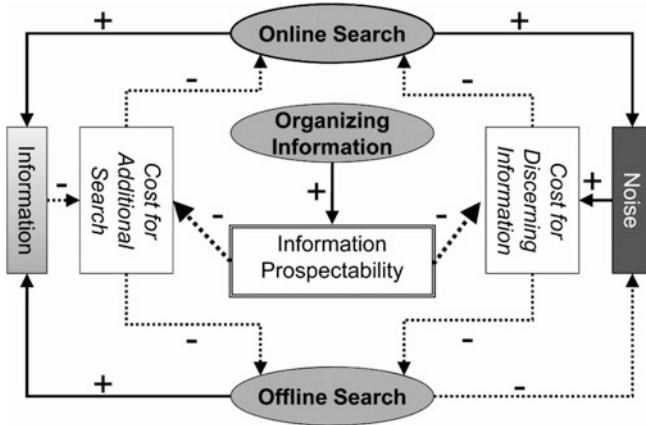 +
Online Search
+
-
-
Organizing
Information
Information
-
Cost for
Additional
Search
-
+
Information
Prospectability
-
Cost for
Discerning
Information
+
Noise
-
-
+
Offline Search
-